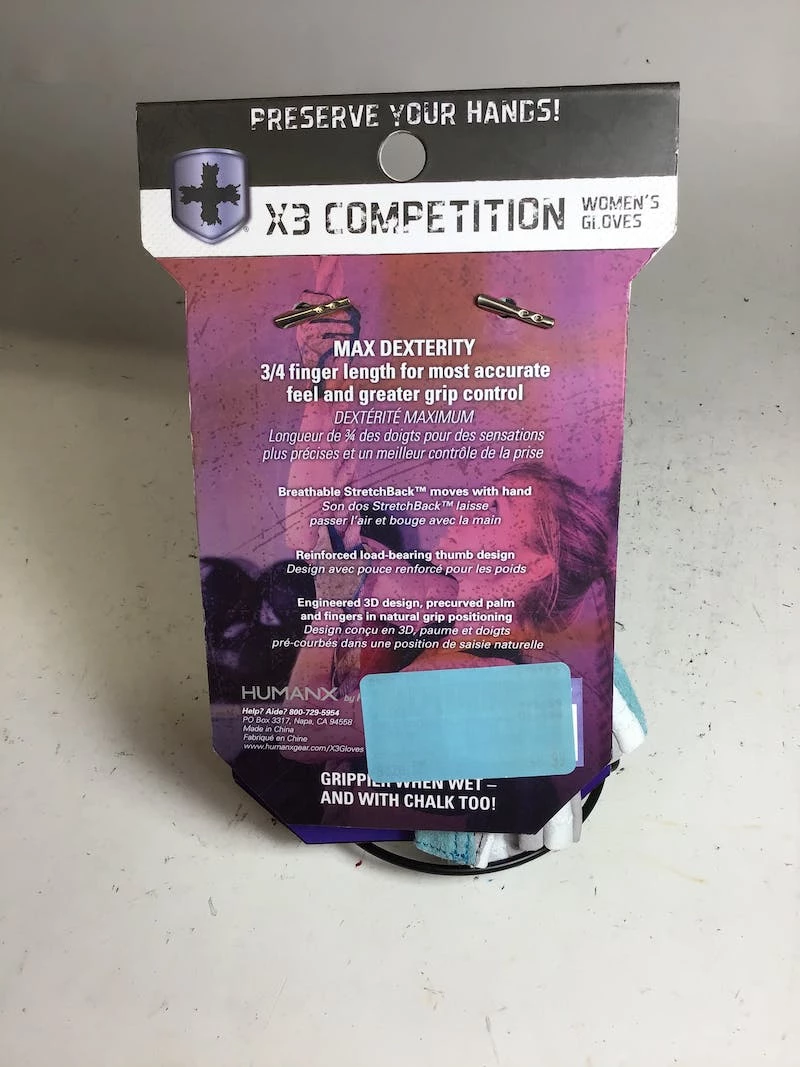 PRESERVE YOUR HANDS!
X3 COMPETITION
WOMEN'S
GLOVES
MAX DEXTERITY
3/4 finger length for most accurate
feel and greater grip control
DEXTÉRITÉ MAXIMUM
Longueur de ¾ des doigts pour des sensations
plus précises et un meilleur contrôle de la prise
Breathable StretchBack™ moves with hand
Son dos StretchBack™ laisse
passer l'air et bouge avec la main
Reinforced load-bearing thumb design
Design avec pouce renforcé pour les poids
Engineered 3D design, precurved palm
and fingers in natural grip positioning
Design conçu en 3D, paume et doigts
pré-courbés dans une position de saisie naturelle
HUMANX by
Help? Aide? 800-729-5954
PO Box 3317, Napa, CA 94558
Made in China
Fabriqué en Chine
www.humanxgear.com/X3Gloves
GRIPPIER WHEN WET –
AND WITH CHALK TOO!